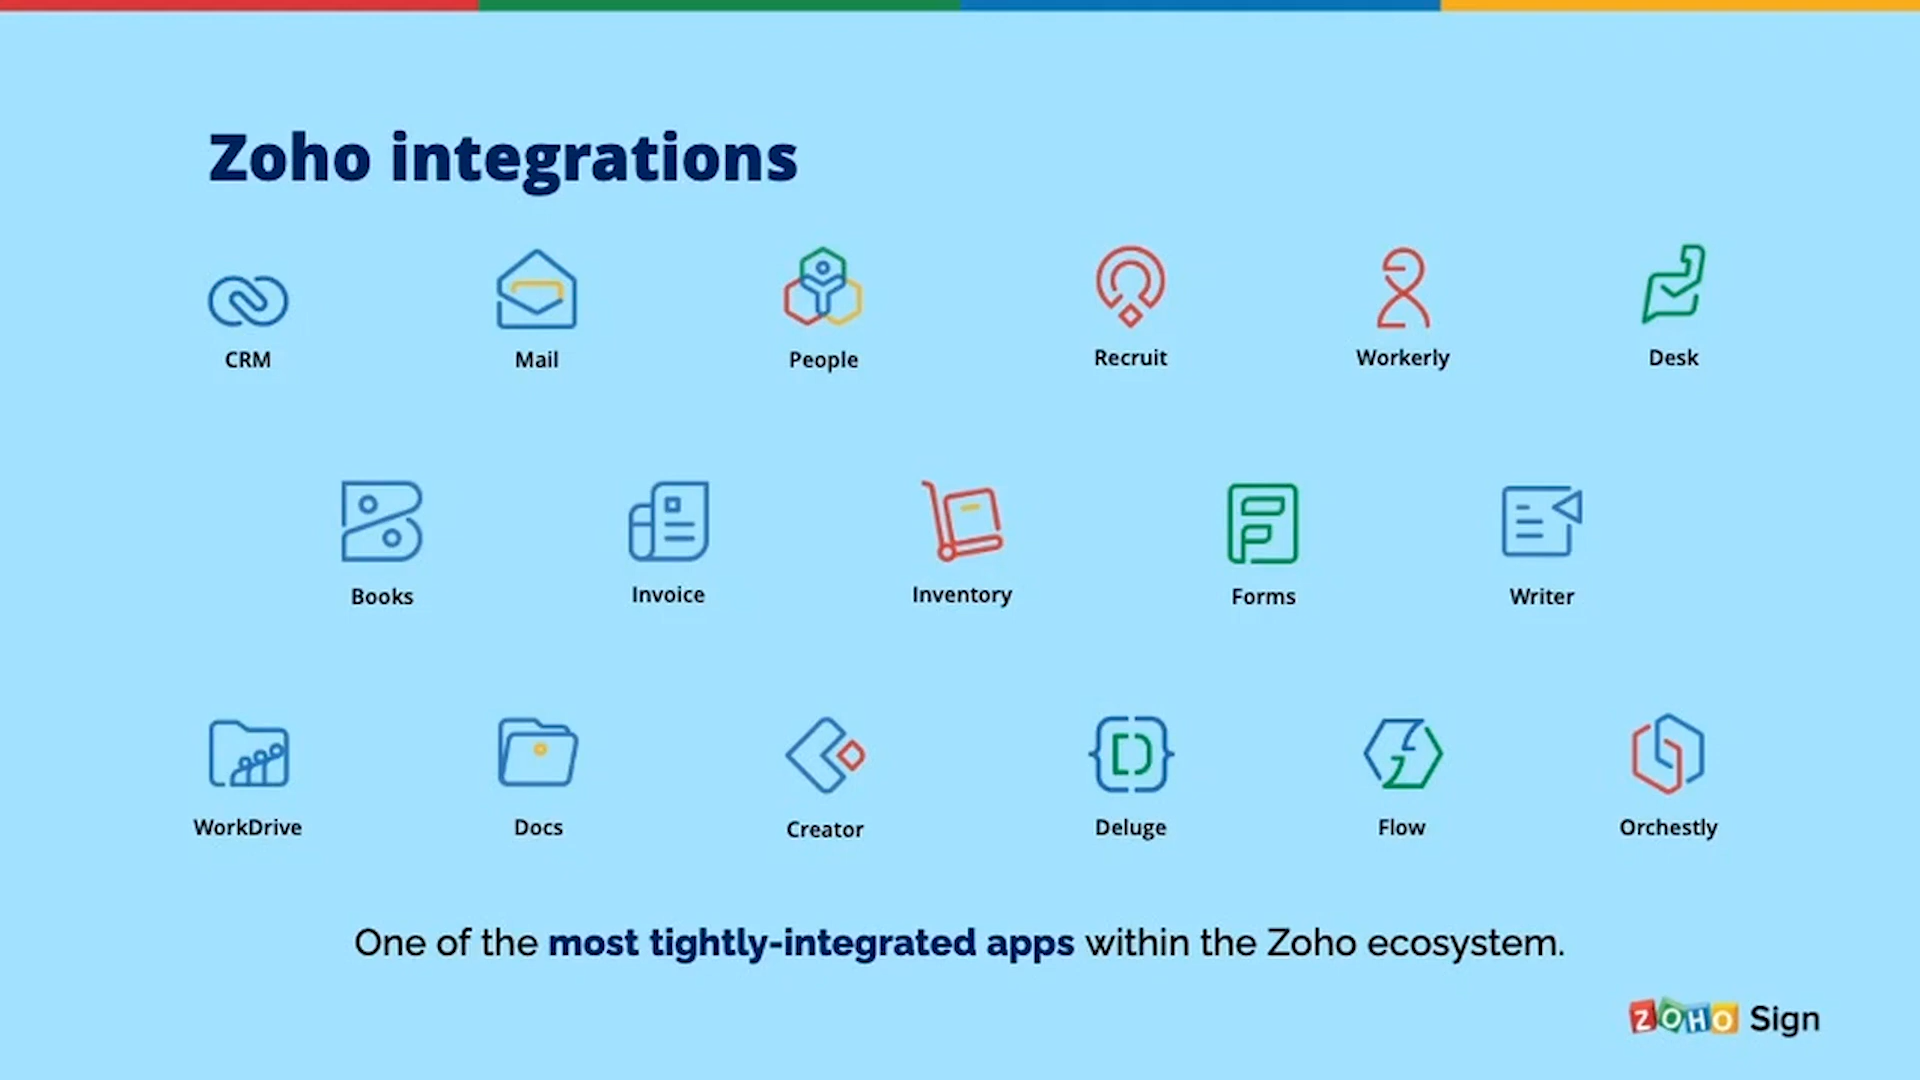 Zoho integrations
CRM
Mail
People
Recruit
Workerly
Desk
Books
Invoice
Inventory
Forms
Writer
WorkDrive
Docs
Creator
Deluge
Flow
Orchestly
One of the most tightly-integrated apps within the Zoho ecosystem.
ZOHO Sign